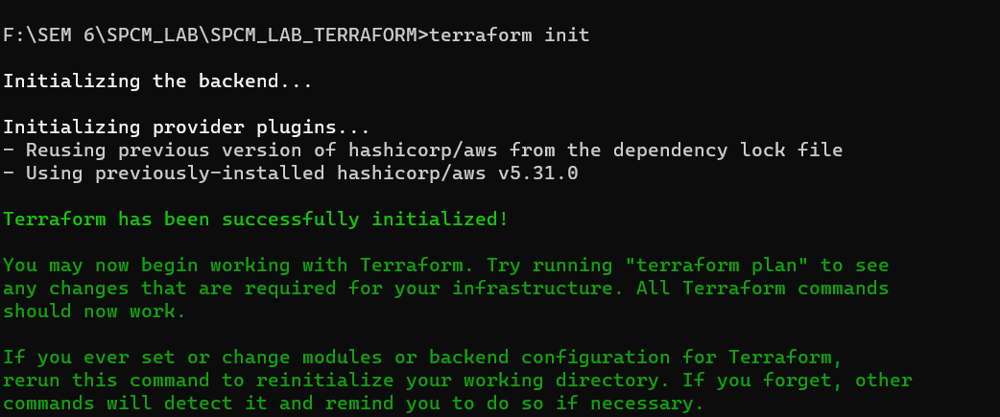 F:\SEM 6\SPCM_LAB\SPCM_LAB_TERRAFORM>terraform init
Initializing the backend...
Initializing provider plugins...
- Reusing previous version of hashicorp/aws from the dependency lock file
- Using previously-installed hashicorp/aws v5.31.0
Terraform has been successfully initialized!
You may now begin working with Terraform. Try running "terraform plan" to see
any changes that are required for your infrastructure. All Terraform commands
should now work.
If you ever set or change modules or backend configuration for Terraform,
rerun this command to reinitialize your working directory. If you forget, other
commands will detect it and remind you to do so if necessary.